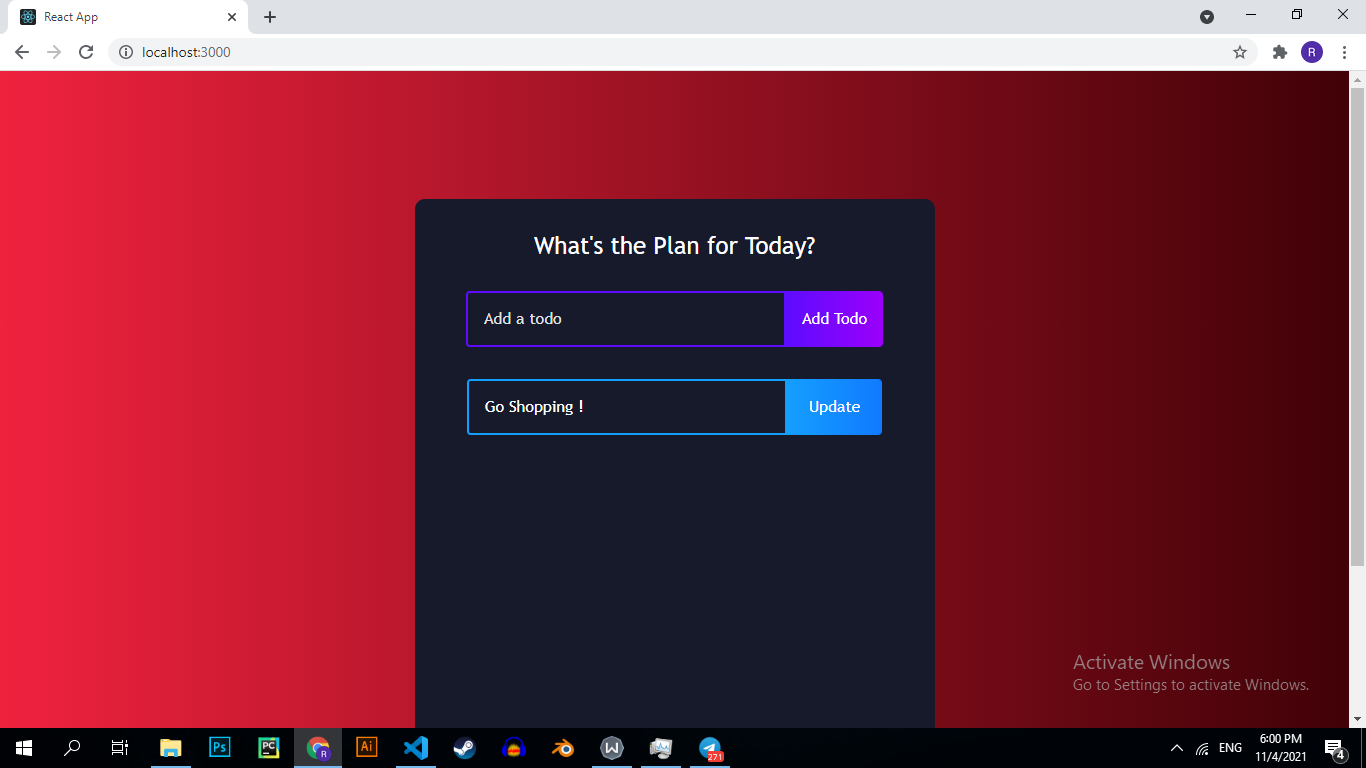 React App
localhost:3000
R
What's the Plan for Today?
Add a todo
Add Todo
Go Shopping !
Update
Activate Windows
Go to Settings to activate Windows.
Ps
PC
R
Ai
W
271
ENG
6:00 PM
11/4/2021
4